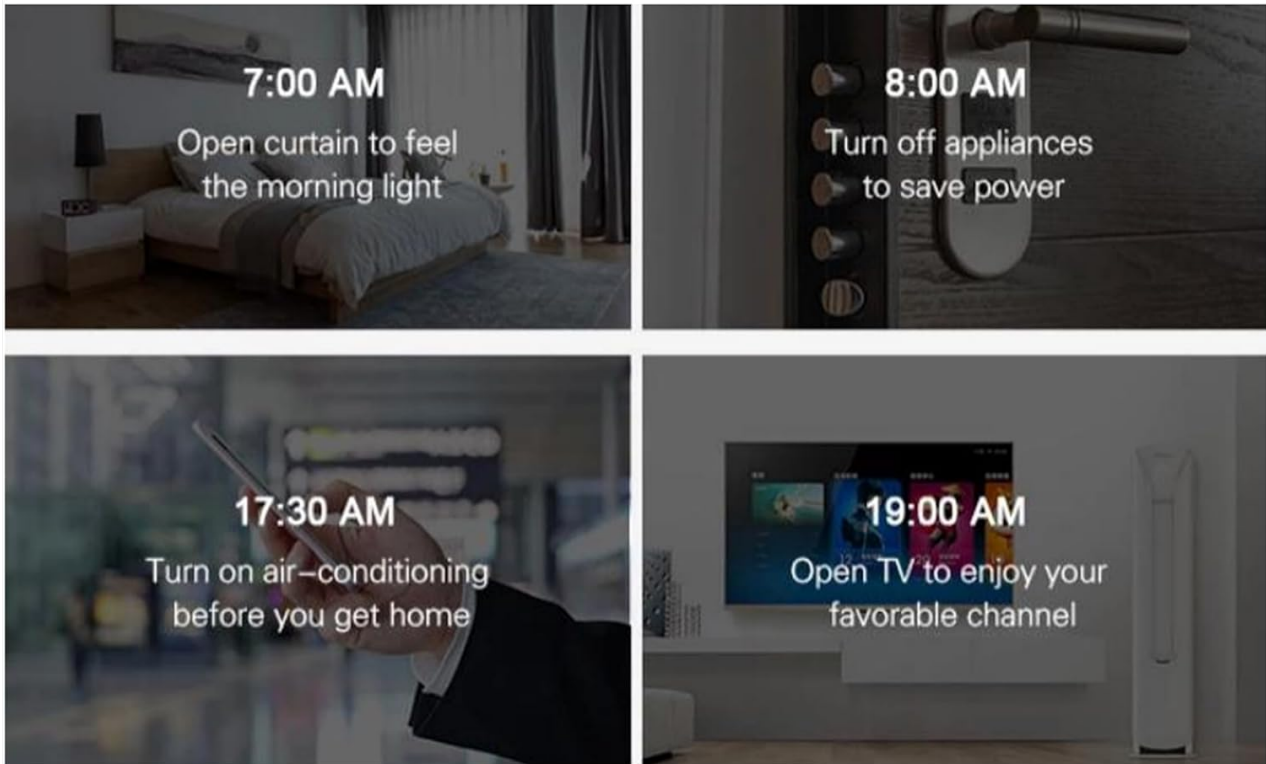 7:00 AM
Open curtain to feel
the morning light
8:00 AM
Turn off appliances
to save power
17:30 AM
Turn on air–conditioning
before you get home
19:00 AM
Open TV to enjoy your
favorable channel